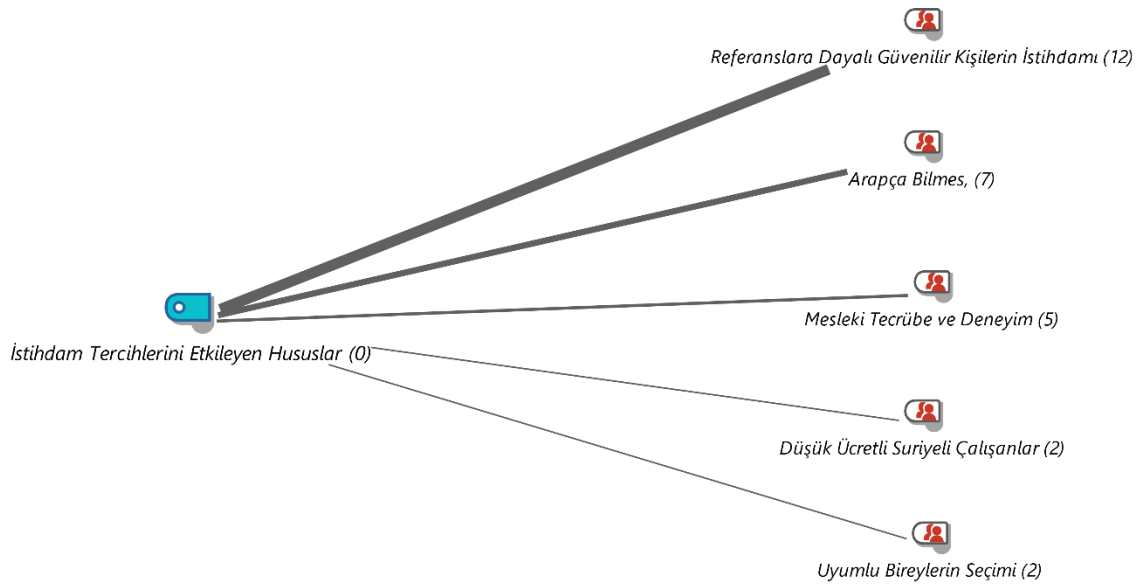 Referanslara Dayalı Güvenilir Kişilerin İstihdamı (12)
Arapça Bilmes, (7)
Mesleki Tecrübe ve Deneyim (5)
İstihdam Tercihlerini Etkileyen Hususlar (0)
Düşük Ücretli Suriyeli Çalışanlar (2)
Uyumlu Bireylerin Seçimi (2)